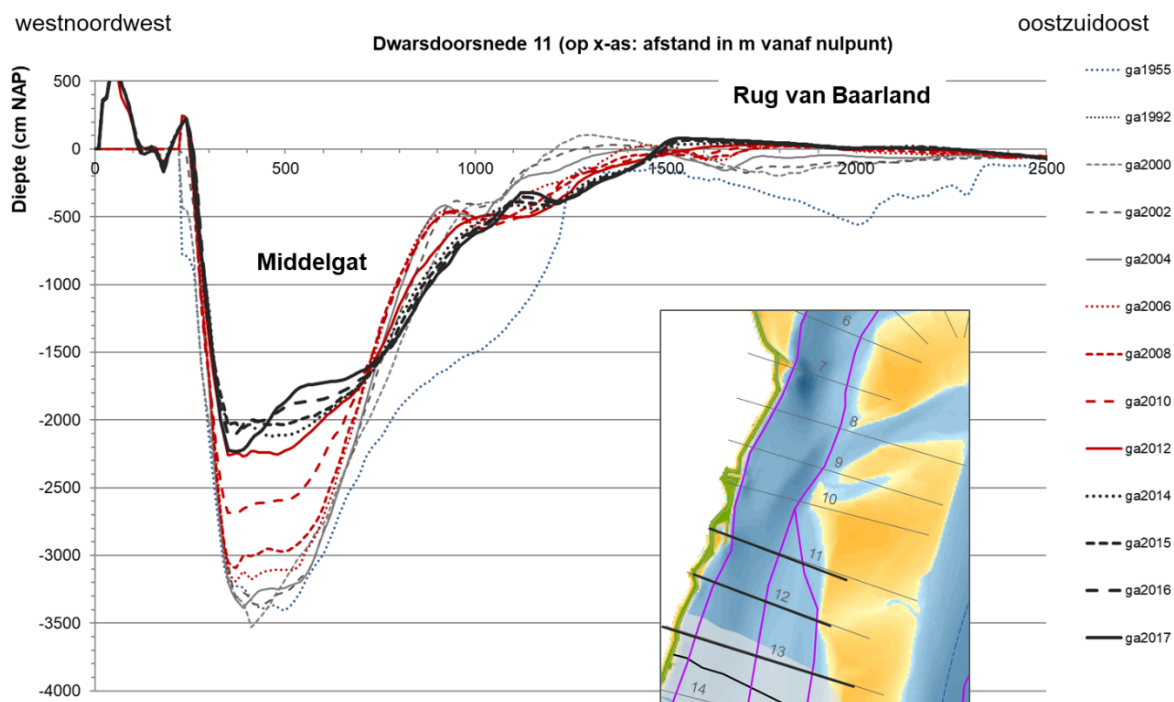 westnoordwest
oostzuidoost
Dwarsdoorsnede 11 (op x-as: afstand in m vanaf nulpunt)
Diepte (cm NAP)
500
0
-500
-1000
-1500
-2000
-2500
-3000
-3500
-4000
0
500
1000
1500
2000
2500
Rug van Baarland
Middelgat
ga1955
ga1992
ga2000
ga2002
ga2004
ga2006
ga2008
ga2010
ga2012
ga2014
ga2015
ga2016
ga2017
6
7
8
9
10
11
12
13
14